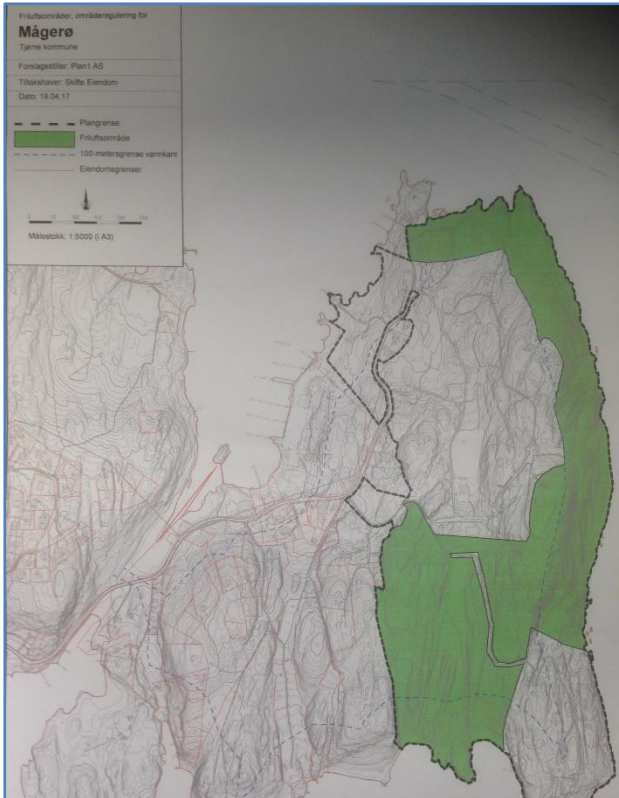 Friluftsområder, områderegulering for
Mågerø
Tjøme kommune
Forslagsstiller: Plan1 AS
Tiltakshaver: Skifte Eiendom
Dato: 19.04.17
Plangrense
Friluftsområde
100-metersgrense vannkant
Eiendomsgrenser
Målestokk: 1:5000 (i A3)